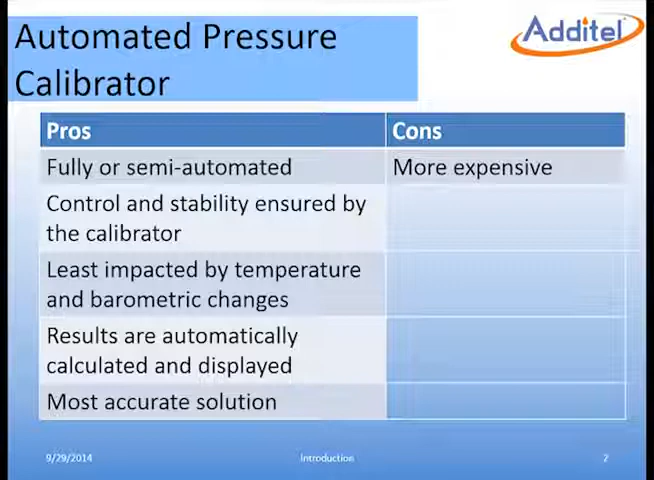 Automated Pressure
Calibrator
Additel
Pros
Cons
Fully or semi-automated
More expensive
Control and stability ensured by
the calibrator
Least impacted by temperature
and barometric changes
Results are automatically
calculated and displayed
Most accurate solution
9/29/2014
Introduction
2